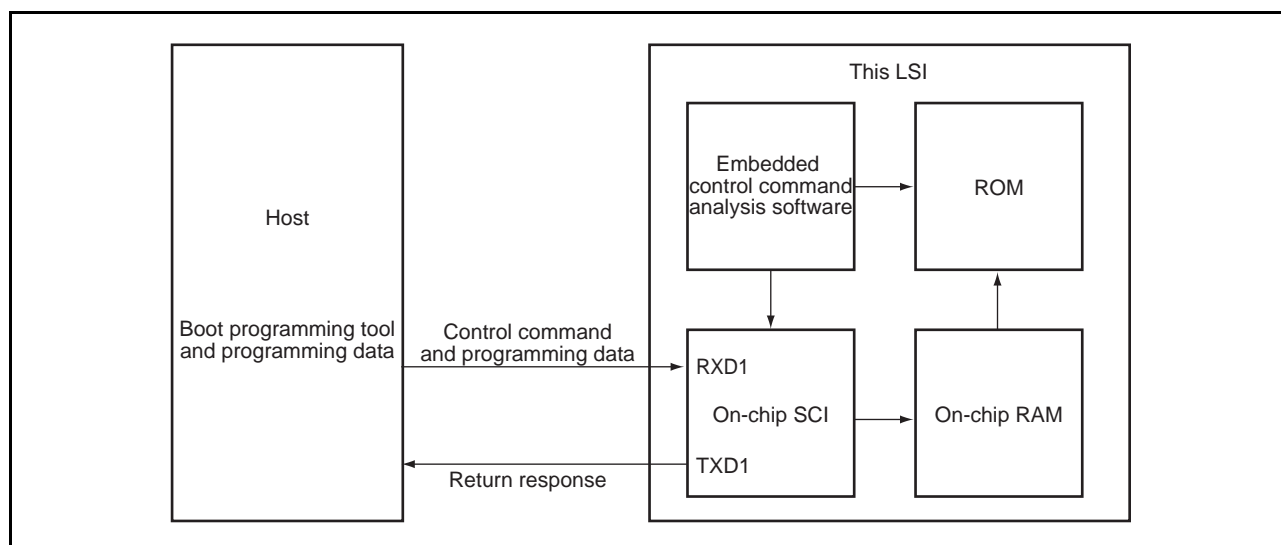 Host
Boot programming tool
and programming data
Control command
and programming data
Return response
This LSI
Embedded
control command
analysis software
ROM
RXD1
On-chip SCI
TXD1
On-chip RAM